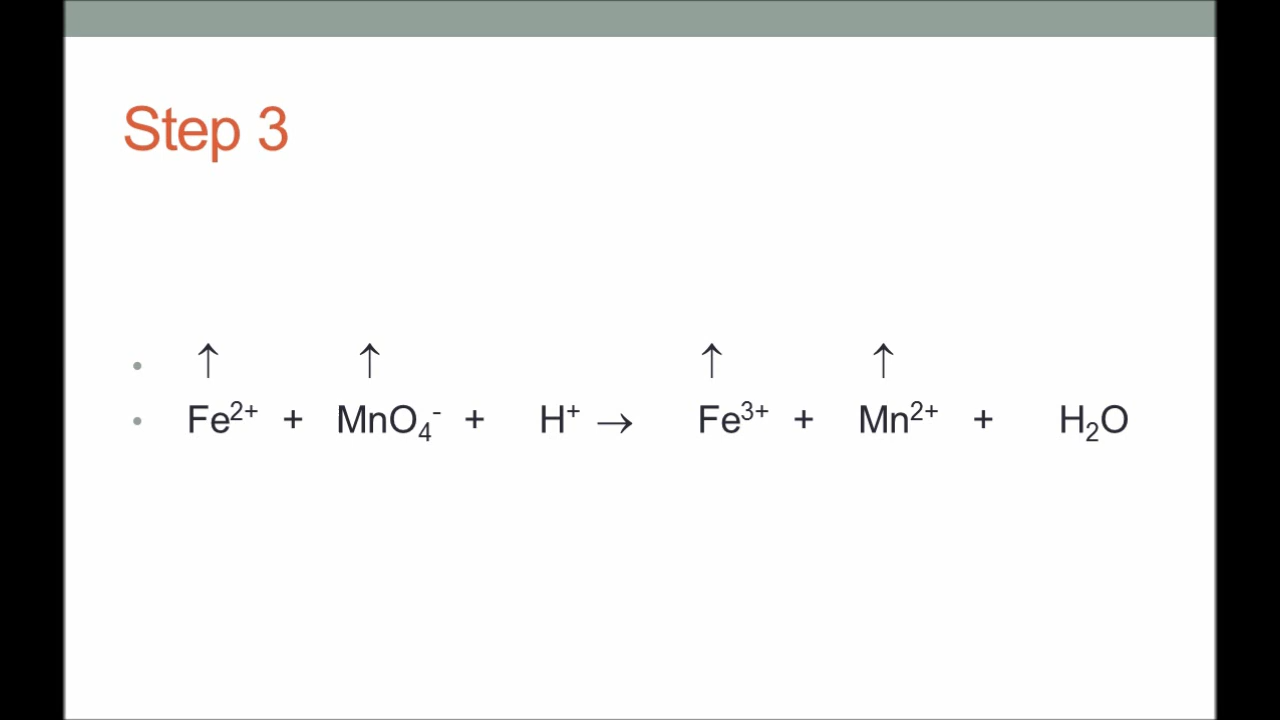 Step 3
• ↑ ↑ ↑ ↑
• Fe²⁺ + MnO₄⁻ + H⁺ → Fe³⁺ + Mn²⁺ + H₂O